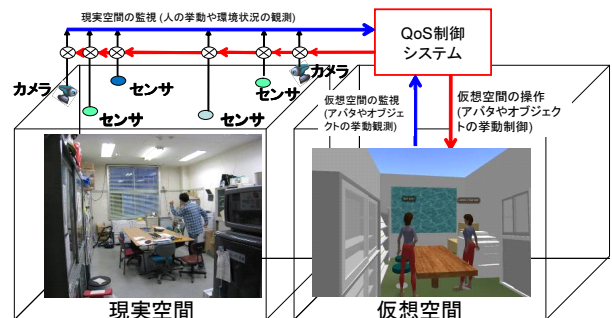 現実空間の監視 (人の挙動や環境状況の観測)
QoS制御
システム
カメラ
センサ
センサ
カメラ
センサ
センサ
仮想空間の監視
(アバタやオブジェ
クトの挙動観測)
仮想空間の操作
(アバタやオブジェク
トの挙動制御)
現実空間
仮想空間